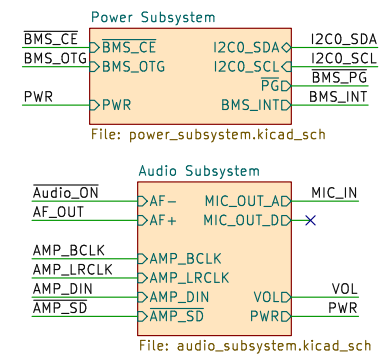 Power Subsystem
BMS_CE BMS_CE I2C0_SDA I2C0_SDA
BMS_OTG BMS_OTG I2C0_SCL I2C0_SCL
PG BMS_PG
PWR PWR BMS_INT BMS_INT
File: power_subsystem.kicad_sch
Audio Subsystem
Audio_ON AF- MIC_OUT_A MIC_IN
AF_OUT AF+ MIC_OUT_D
AMP_BCLK AMP_BCLK
AMP_LRCLK AMP_LRCLK
AMP_DIN AMP_DIN VOL VOL
AMP_SD AMP_SD PWR PWR
File: audio_subsystem.kicad_sch